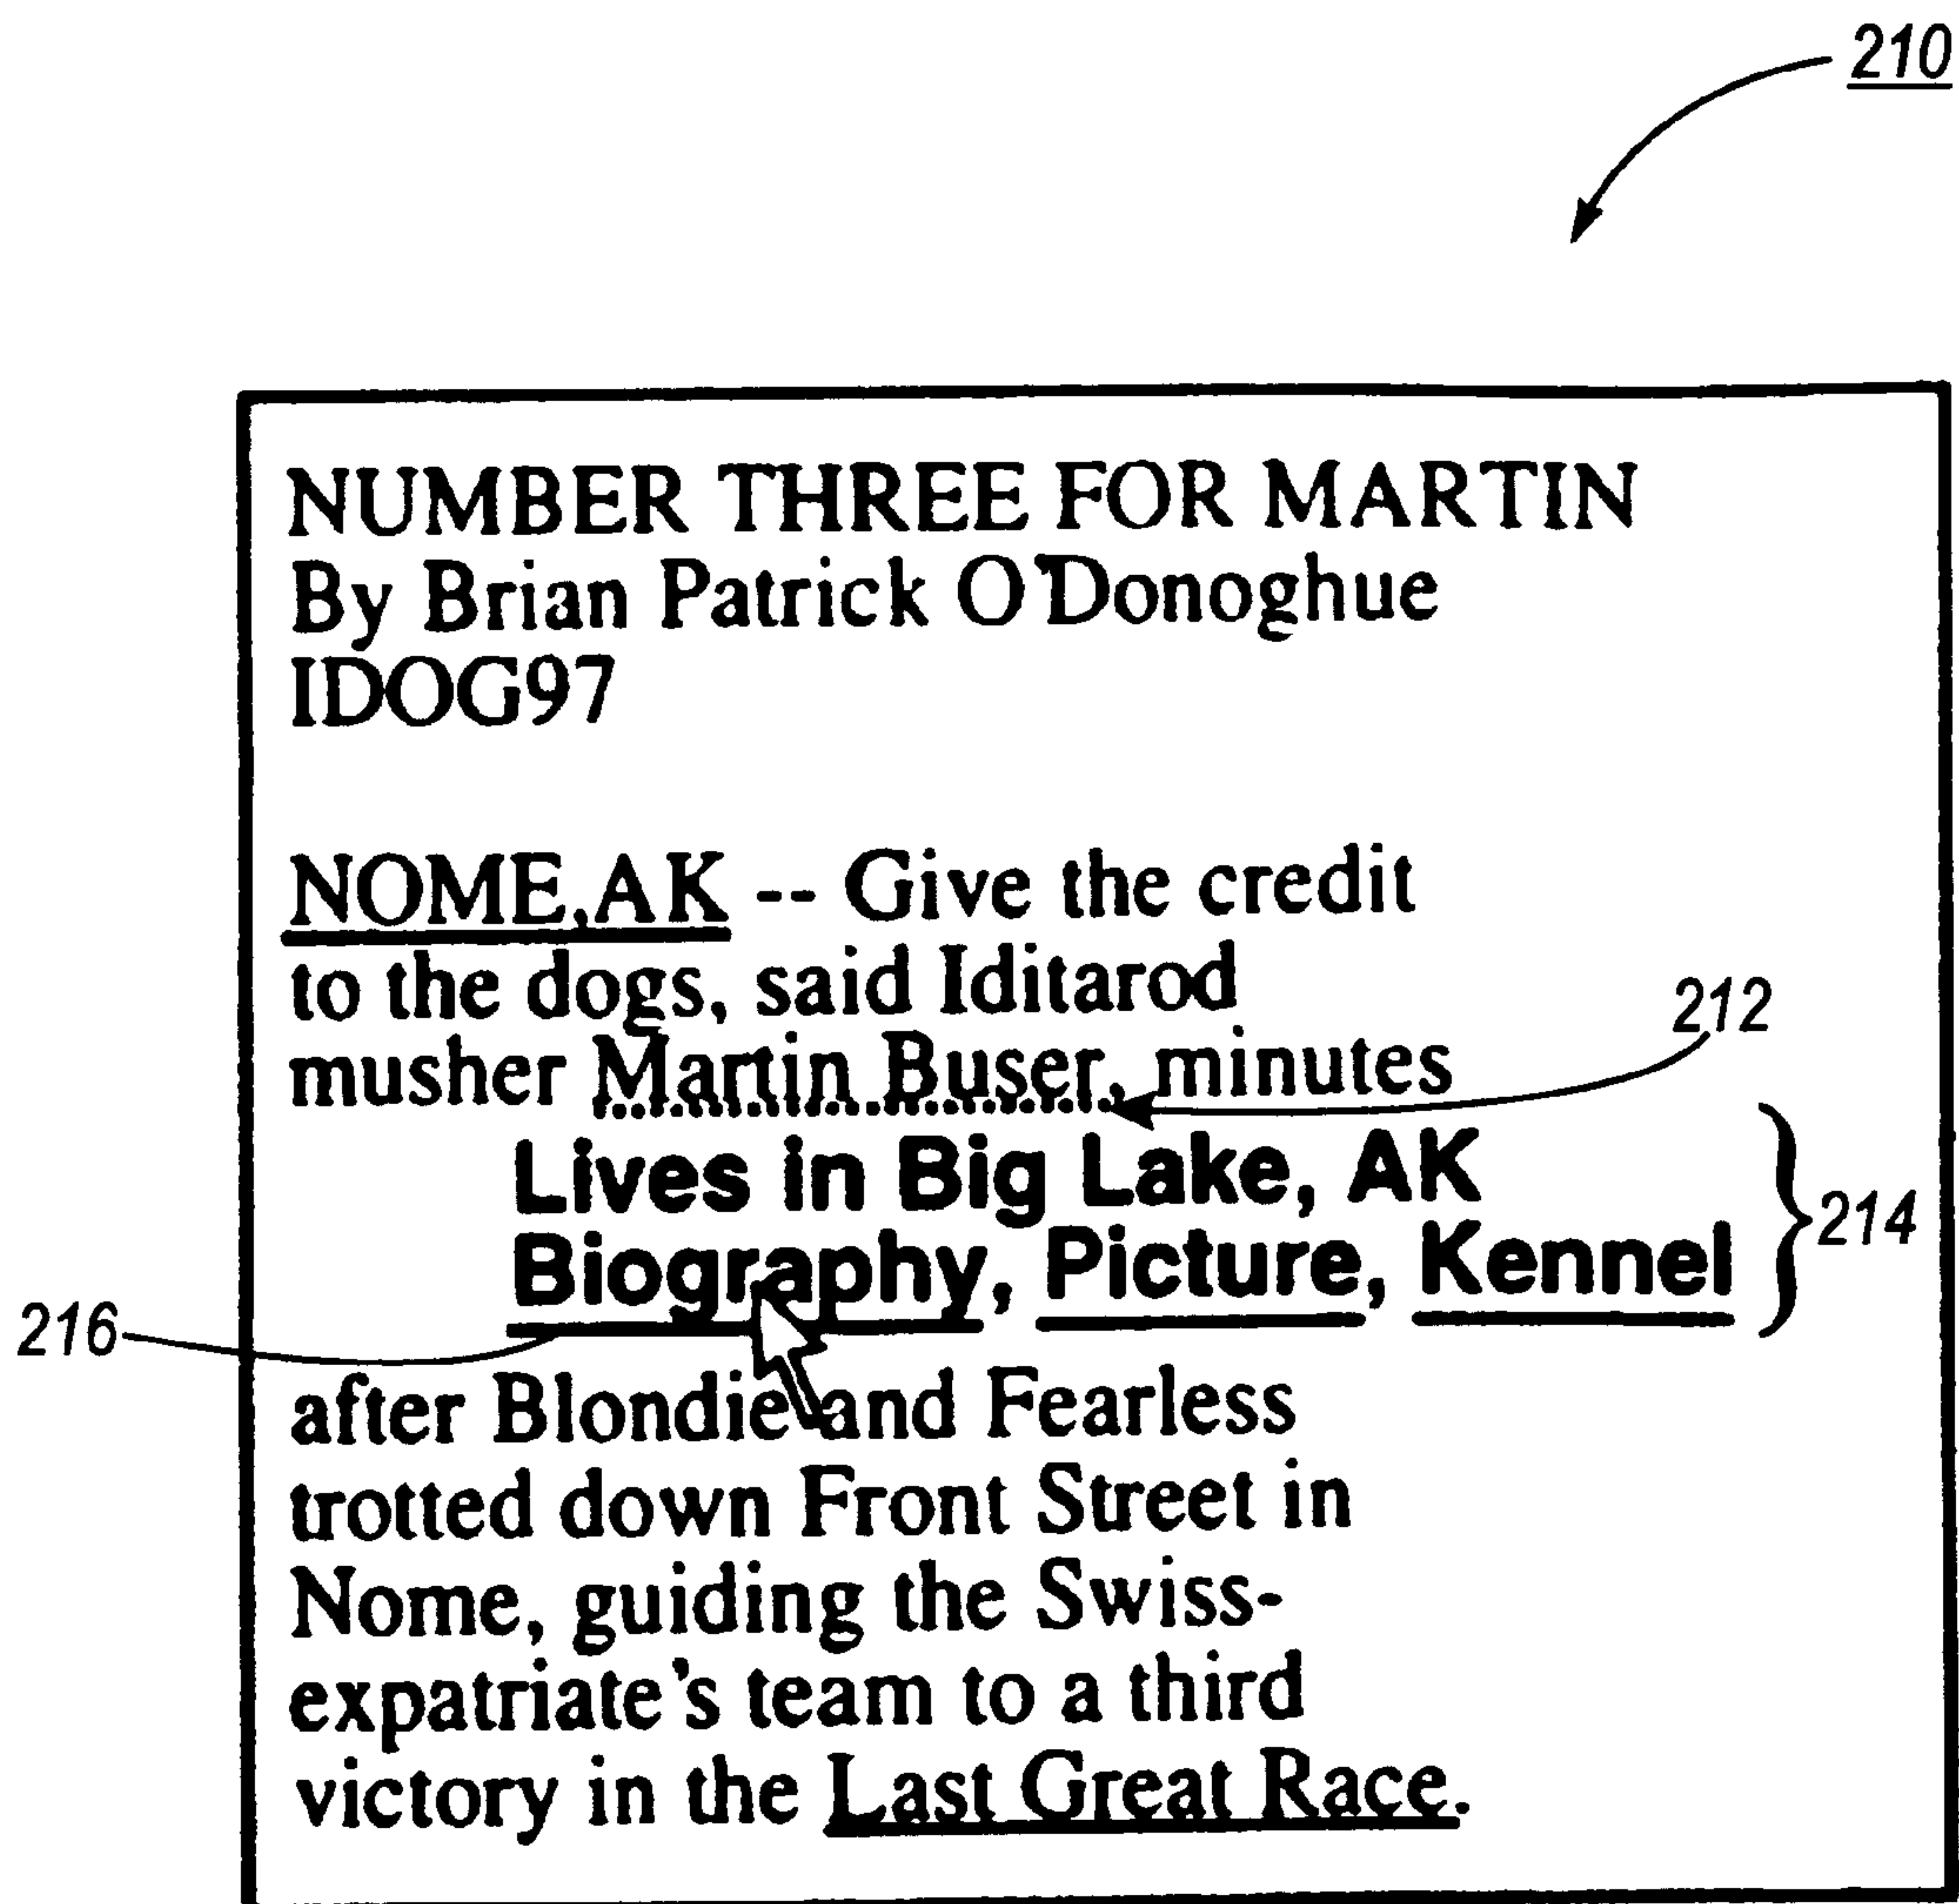 210
NUMBER THREE FOR MARTIN
By Brian Patrick O'Donoghue
IDOG97
NOME,AK -- Give the credit
to the dogs, said Iditarod
212
musher Martin Buser, minutes
Lives in Big Lake, AK
214
Biography, Picture, Kennel
216
after Blondie and Fearless
trotted down Front Street in
Nome, guiding the Swiss-
expatriate's team to a third
victory in the Last Great Race.